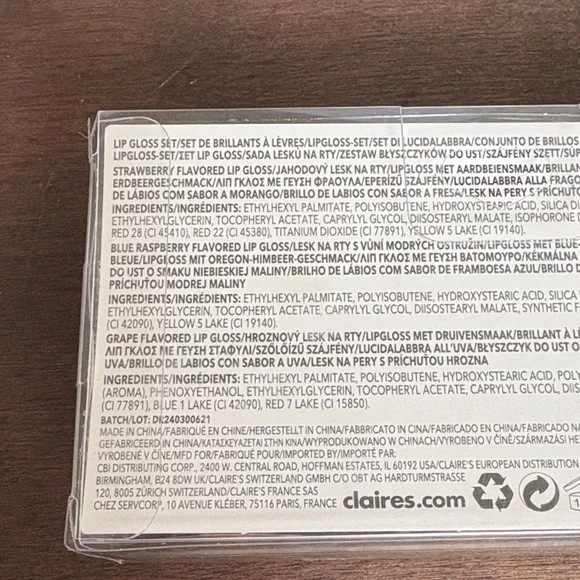 LIP GLOSS SET/SET DE BRILLANTS À LÈVRES/LIPGLOSS-SET/SET DI LUCIDALABBRA/CONJUNTO DE BRILLOS
LIPGLOSS-SET/ZET LIP GLOSS/SADA LESKŮ NA RTY/ZESTAW BŁYSZCZYKÓW DO UST/SZÁJFÉNY SZETT/SÚP
STRAWBERRY FLAVORED LIP GLOSS/JAHODOVÝ LESK NA RTY/LIPGLOSS MET AARDBEIENSMAAK/BRILLAN
ERDBEERGESCHMACK/ΛΙΠ ΓΚΛΟΣ ΜΕ ΓΕΥΣΗ ΦΡΑΟΥΛΑ/EPERÍZŰ SZÁJFÉNY/LUCIDALABBRA ALLA FRAGO
DE LÁBIOS COM SABOR A MORANGO/BRILLO DE LABIOS CON SABOR A FRESA/LESK NA PERY S PRÍCHUŤO
INGREDIENTS/INGRÉDIENTS: ETHYLHEXYL PALMITATE, POLYISOBUTENE, HYDROXYSTEARIC ACID, SILICA DI
ETHYLHEXYLGLYCERIN, TOCOPHERYL ACETATE, CAPRYLYL GLYCOL, DIISOSTEARYL MALATE, ISOPHORONE D
RED 28 (CI 45410), RED 22 (CI 45380), TITANIUM DIOXIDE (CI 77891), YELLOW 5 LAKE (CI 19140).
BLUE RASPBERRY FLAVORED LIP GLOSS/LESK NA RTY S VŮNÍ MODRÝCH OSTRUŽIN/LIPGLOSS MET BLUE-
BLEUE/LIPGLOSS MIT OREGON-HIMBEER-GESCHMACK/ΛΙΠ ΓΚΛΟΣ ΜΕ ΓΕΥΣΗ ΒΑΤΟΜΟΥΡΟ/KÉKMÁLNA
DO UST O SMAKU NIEBIESKIEJ MALINY/BRILHO DE LÁBIOS COM SABOR DE FRAMBOESA AZUL/BRILLO D
PRÍCHUŤOU MODREJ MALINY
INGREDIENTS/INGRÉDIENTS: ETHYLHEXYL PALMITATE, POLYISOBUTENE, HYDROXYSTEARIC ACID, SILICA
ETHYLHEXYLGLYCERIN, TOCOPHERYL ACETATE, CAPRYLYL GLYCOL, DIISOSTEARYL MALATE, SYNTHETIC F
(CI 42090), YELLOW 5 LAKE (CI 19140).
GRAPE FLAVORED LIP GLOSS/HROZNOVÝ LESK NA RTY/LIPGLOSS MET DRUIVENSMAAK/BRILLANT À L
ΛΙΠ ΓΚΛΟΣ ΜΕ ΓΕΥΣΗ ΣΤΑΦΥΛΙ/SZŐLŐÍZŰ SZÁJFÉNY/LUCIDALABBRA ALL'UVA/BŁYSZCZYK DO UST O
UVA/BRILLO DE LABIOS CON SABOR A UVA/LESK NA PERY S PRÍCHUŤOU HROZNA
INGREDIENTS/INGRÉDIENTS: ETHYLHEXYL PALMITATE, POLYISOBUTENE, HYDROXYSTEARIC ACID, POLY
(AROMA), PHENOXYETHANOL, ETHYLHEXYLGLYCERIN, TOCOPHERYL ACETATE, CAPRYLYL GLYCOL, DII
(CI 77891), BLUE 1 LAKE (CI 42090), RED 7 LAKE (CI 15850).
BATCH/LOT: DK240300621
MADE IN CHINA/FABRIQUÉ EN CHINE/HERGESTELLT IN CHINA/FABBRICATO IN CINA/FABRICADO EN CHINA/FABRICADO NA
GEFABRICEERD IN CHINA/ΚΑΤΑΣΚΕΥΑΖΕΤΑΙ ΣΤΗΝ ΚΙΝΑ/WYPRODUKOWANO W CHINACH/VYROBENO V ČÍNĚ/SZÁRMAZÁSI HE
VYROBENÉ V ČÍNE/MFD FOR/FABRIQUÉ PAR/IMPORTED BY/IMPORTÉ PAR:
CBI DISTRIBUTING CORP., 2400 W. CENTRAL ROAD, HOFFMAN ESTATES, IL 60192 USA/CLAIRE'S EUROPEAN DISTRIBUTION
BIRMINGHAM, B24 8DW UK/CLAIRE'S SWITZERLAND GMBH C/O OBT AG HARDTURMSTRASSE
120, 8005 ZÜRICH SWITZERLAND/CLAIRE'S FRANCE SAS
CHEZ SERVCORP, 10 AVENUE KLÉBER, 75116 PARIS, FRANCE claires.com